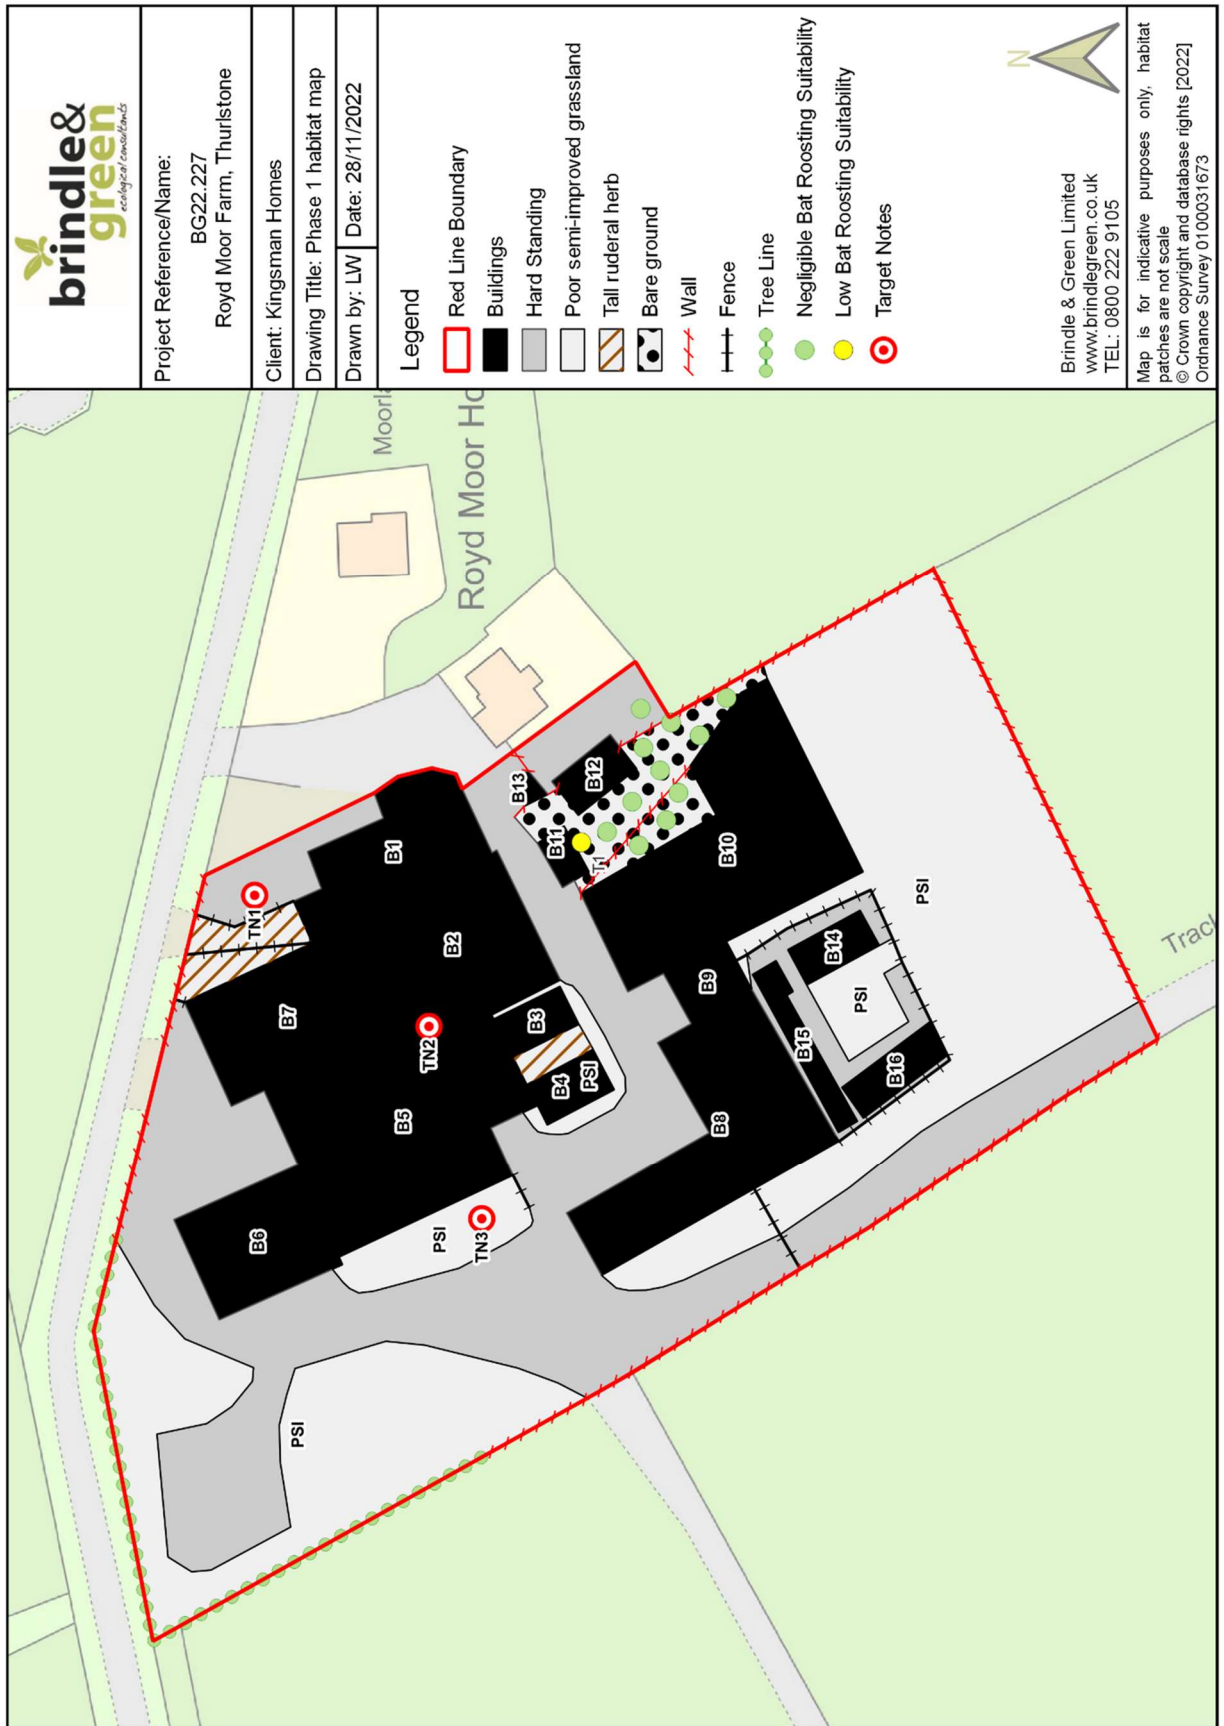 brindle&
green
ecological consultants
Project Reference/Name:
BG22.227
Royd Moor Farm, Thurlstone
Client: Kingsman Homes
Drawing Title: Phase 1 habitat map
Drawn by: LW
Date: 28/11/2022
Legend
Red Line Boundary
Buildings
Hard Standing
Poor semi-improved grassland
Tall ruderal herb
Bare ground
Wall
Fence
Tree Line
Negligible Bat Roosting Suitability
Low Bat Roosting Suitability
Target Notes
N
Brindle & Green Limited
www.brindlegreen.co.uk
TEL: 0800 222 9105
Map is for indicative purposes only, habitat
patches are not scale
© Crown copyright and database rights [2022]
Ordnance Survey 0100031673
Moorl
Royd Moor Ho
Track
TN1
B1
B2
B7
TN2
B5
B6
B3
B4
PSI
PSI
TN3
PSI
B13
B12
B11
T1
B10
B9
B8
B14
PSI
B15
B16
PSI